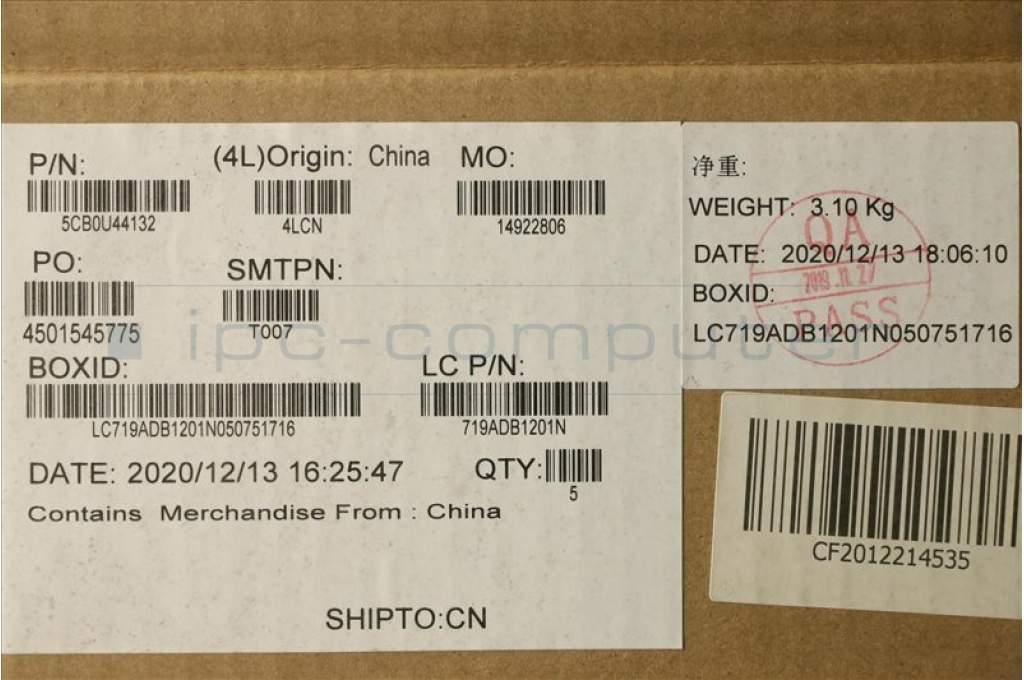 P/N:
5CB0U44132
(4L)Origin: China
4LCN
MO:
14922806
PO:
4501545775
SMTPN:
T007
BOXID:
LC719ADB1201N050751716
LC P/N:
719ADB1201N
DATE: 2020/12/13 16:25:47
QTY:
5
Contains Merchandise From : China
SHIPTO:CN
净重:
WEIGHT: 3.10 Kg
DATE: 2020/12/13 18:06:10
BOXID:
LC719ADB1201N050751716
QA
PASS
CF2012214535
ipc-computer